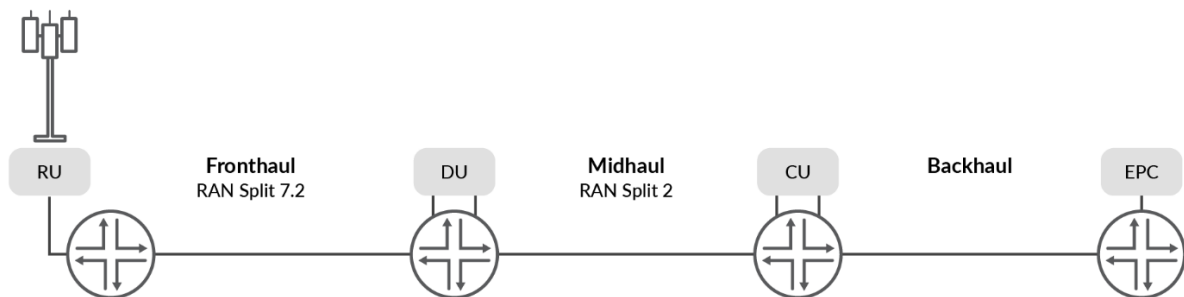 RU
Fronthaul
RAN Split 7.2
DU
Midhaul
RAN Split 2
CU
Backhaul
EPC